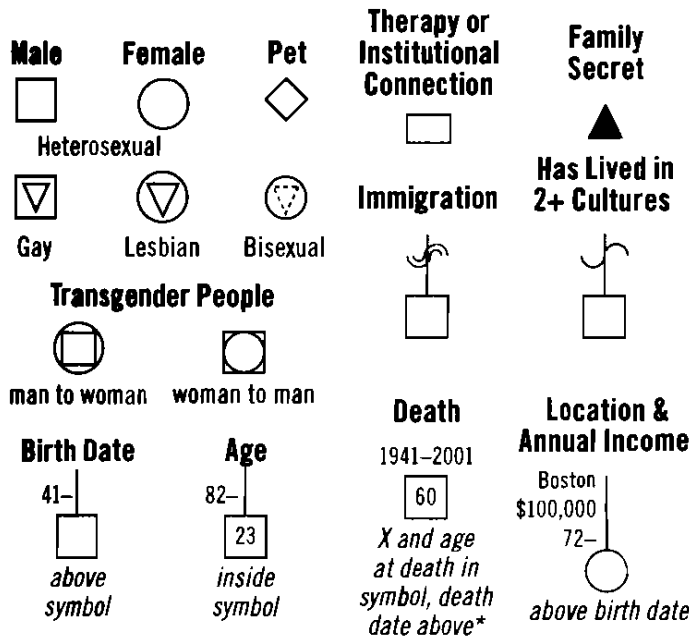 Male Female Pet
Heterosexual
Gay Lesbian Bisexual
Transgender People
man to woman woman to man
Birth Date
41–
above
symbol
Age
82–
23
inside
symbol
Therapy or
Institutional
Connection
Family
Secret
Immigration
Has Lived in
2+ Cultures
Death
1941–2001
60
X and age
at death in
symbol, death
date above*
Location &
Annual Income
Boston
$100,000
72–
above birth date